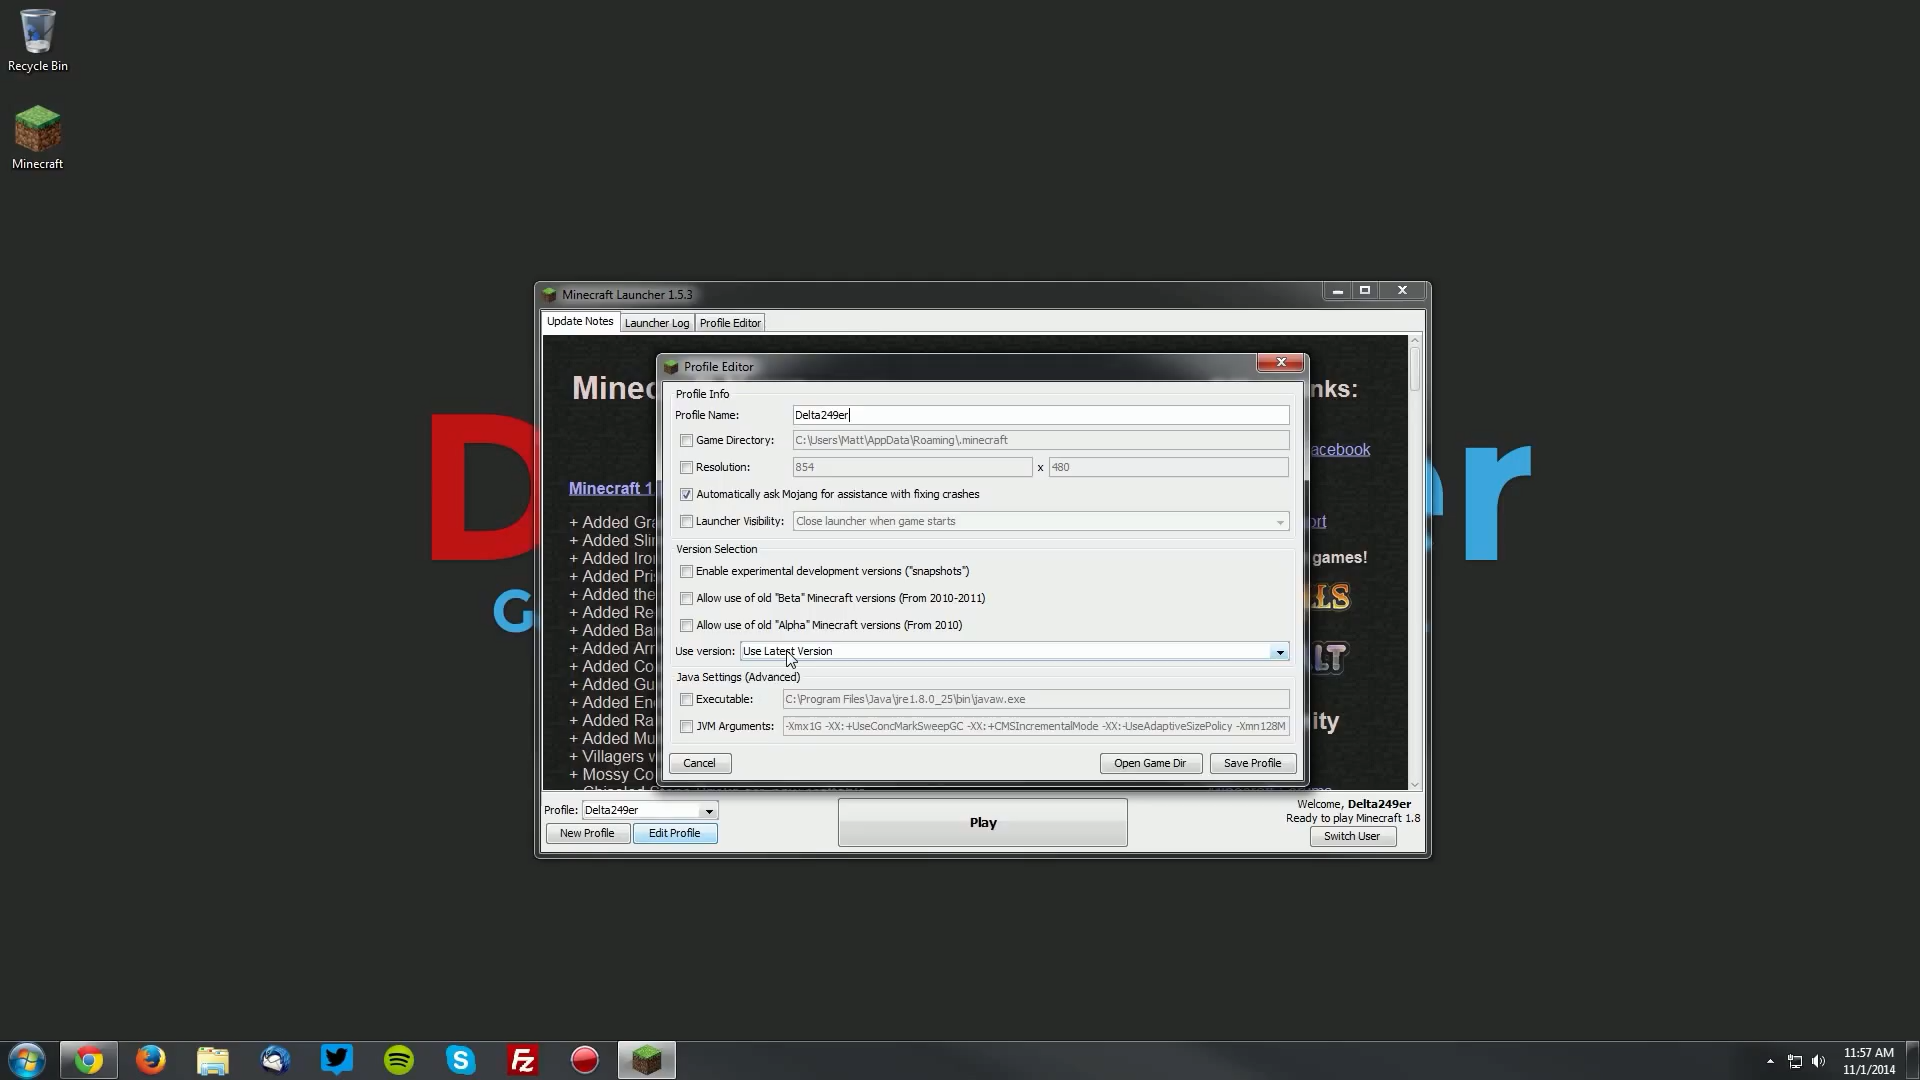 Recycle Bin
Minecraft
Minecraft Launcher 1.5.3
Update Notes
Launcher Log
Profile Editor
Minec
nks:
acebook
Minecraft 1
ort
games!
ity
+ Added Gra
+ Added Slim
+ Added Iron
+ Added Pris
+ Added the
+ Added Re
+ Added Ba
+ Added Arm
+ Added Co
+ Added Gu
+ Added En
+ Added Ra
+ Added Mu
+ Villagers w
+ Mossy Co
Profile Editor
Profile Info
Profile Name: Delta249er
Game Directory: C:\Users\Matt\AppData\Roaming\.minecraft
Resolution: 854 x 480
Automatically ask Mojang for assistance with fixing crashes
Launcher Visibility: Close launcher when game starts
Version Selection
Enable experimental development versions ("snapshots")
Allow use of old "Beta" Minecraft versions (From 2010-2011)
Allow use of old "Alpha" Minecraft versions (From 2010)
Use version: Use Latest Version
Java Settings (Advanced)
Executable: C:\Program Files\Java\jre1.8.0_25\bin\javaw.exe
JVM Arguments: -Xmx1G -XX:+UseConcMarkSweepGC -XX:+CMSIncrementalMode -XX:-UseAdaptiveSizePolicy -Xmn128M
Cancel
Open Game Dir
Save Profile
Profile: Delta249er
New Profile
Edit Profile
Play
Welcome, Delta249er
Ready to play Minecraft 1.8
Switch User
D
er
G
11:57 AM
11/1/2014